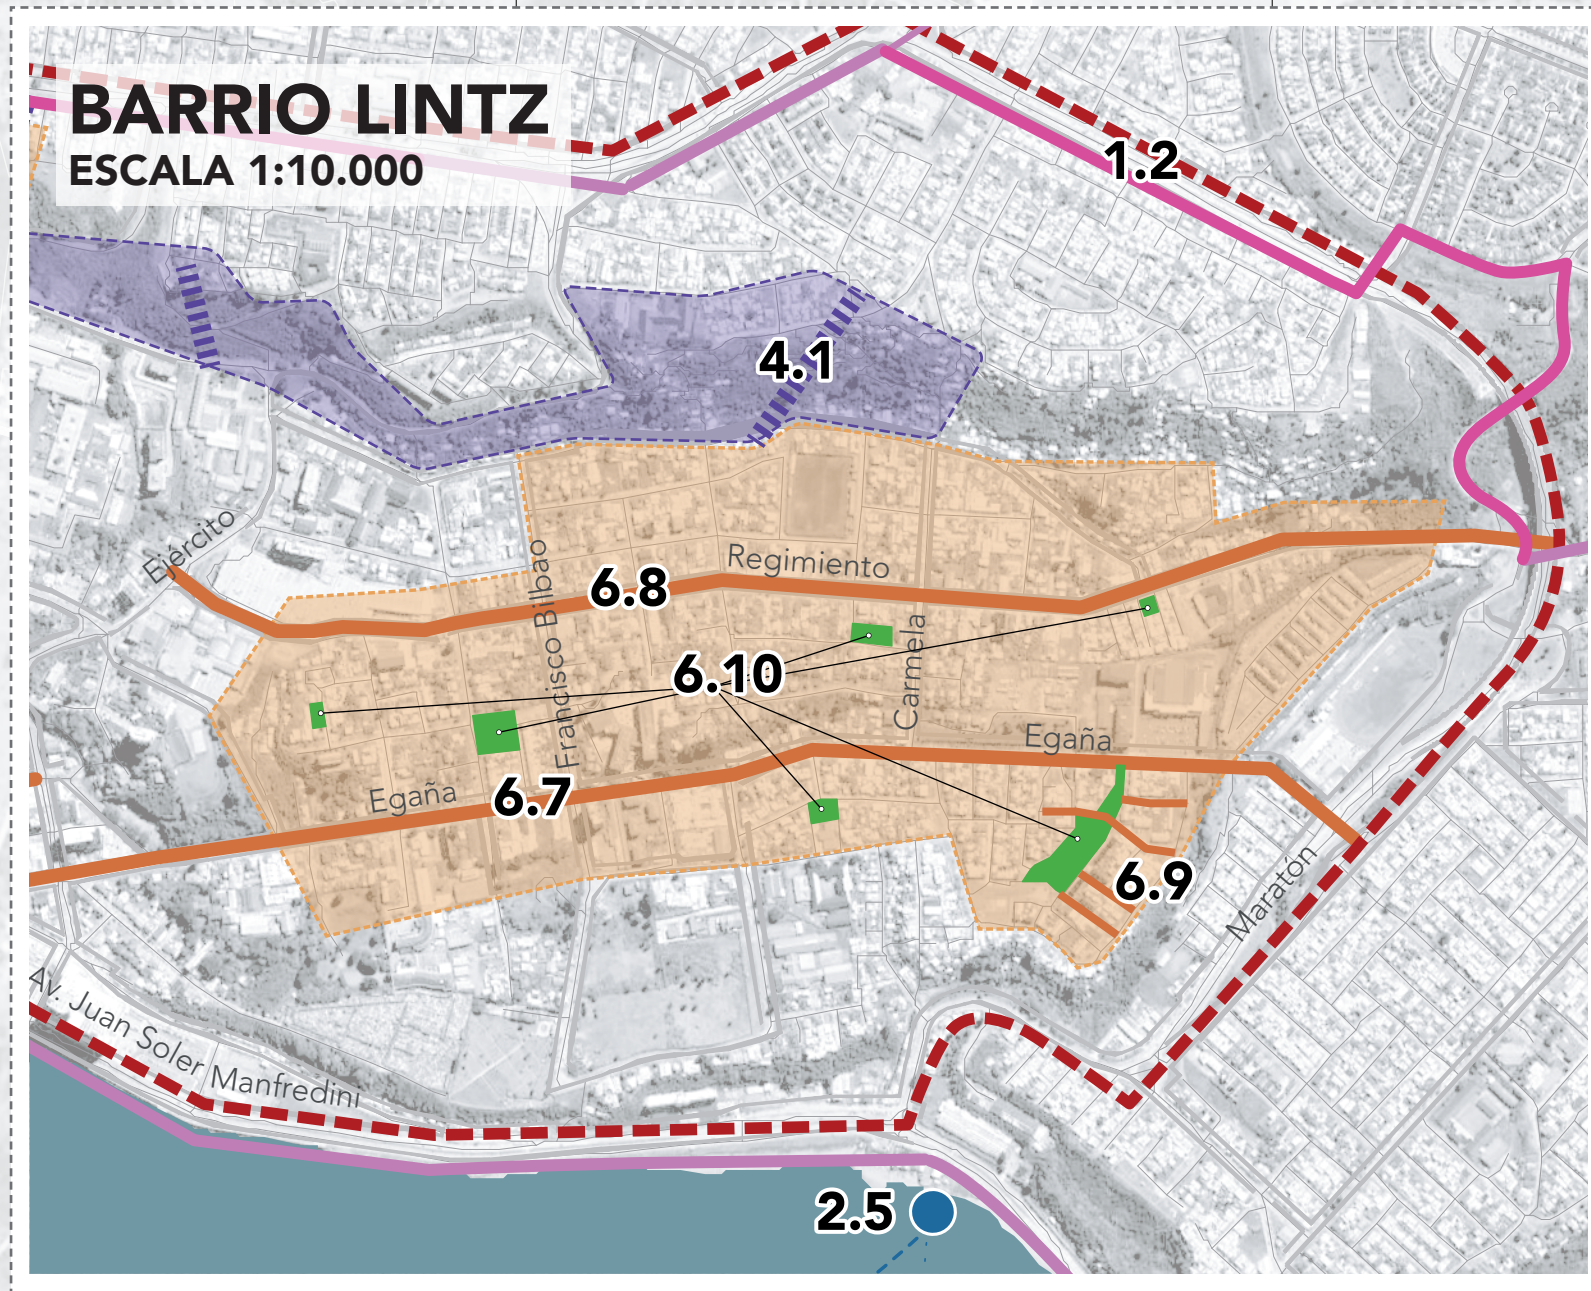 BARRIO LINTZ
ESCALA 1:10.000
1.2
4.1
Ejército
Francisco Bilbao
Regimiento
6.8
Carmela
6.10
Egaña
Egaña
6.7
6.9
Maratón
Av. Juan Soler Manfredini
2.5